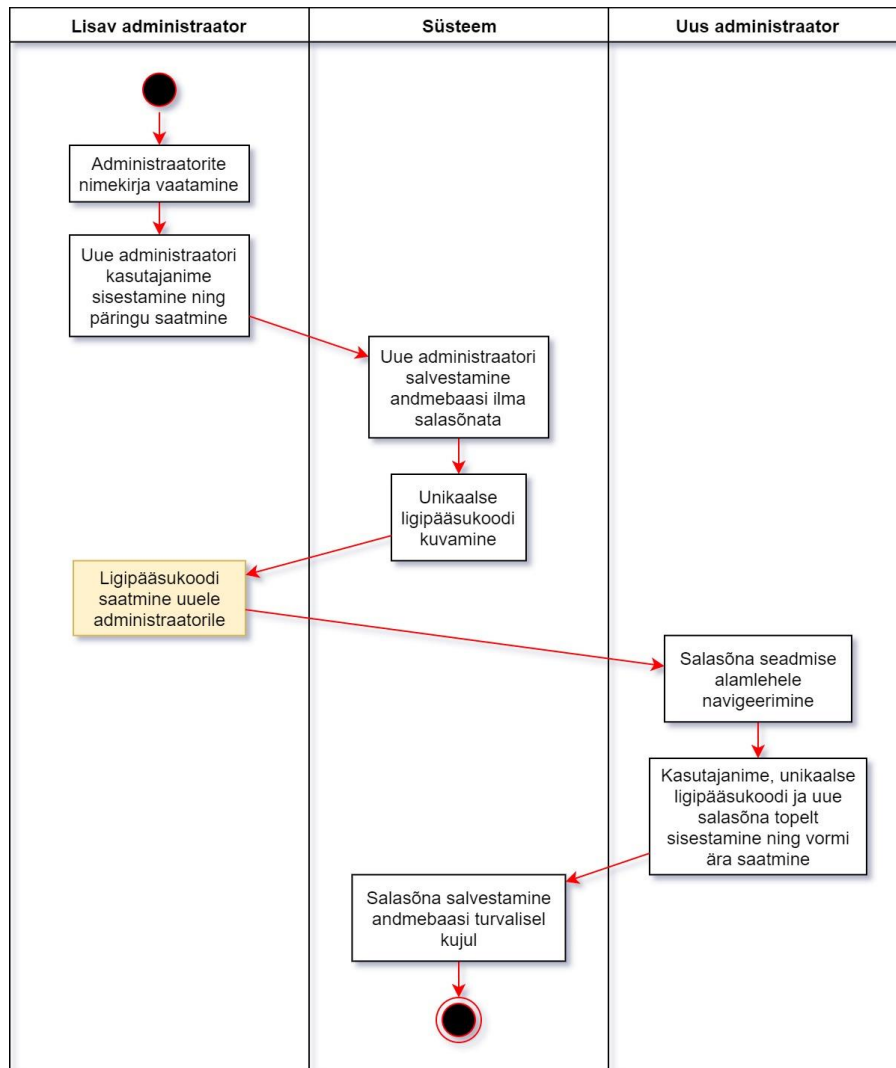 Lisav administraator
Süsteem
Uus administraator
Administraatorite
nimekirja vaatamine
Uue administraatori
kasutajanime
sisestamine ning
päringu saatmine
Uue administraatori
salvestamine
andmebaasi ilma
salasõnata
Unikaalse
ligipääsukoodi
kuvamine
Ligipääsukoodi
saatmine uuele
administraatorile
Salasõna seadmise
alamlehele
navigeerimine
Kasutajanime, unikaalse
ligipääsukoodi ja uue
salasõna topelt
sisestamine ning vormi
ära saatmine
Salasõna salvestamine
andmebaasi turvalisel
kujul